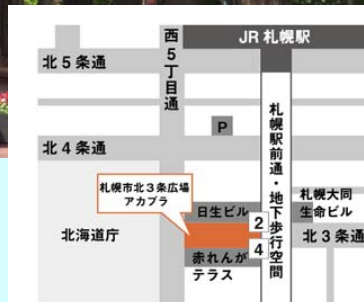 JR 札幌駅
西5丁目通
北5条通
P
札幌駅前通・地下歩行空間
北4条通
札幌市北3条広場
アカプラ
日生ビル
2
札幌大同
生命ビル
北海道庁
4
北3条通
赤れんが
テラス